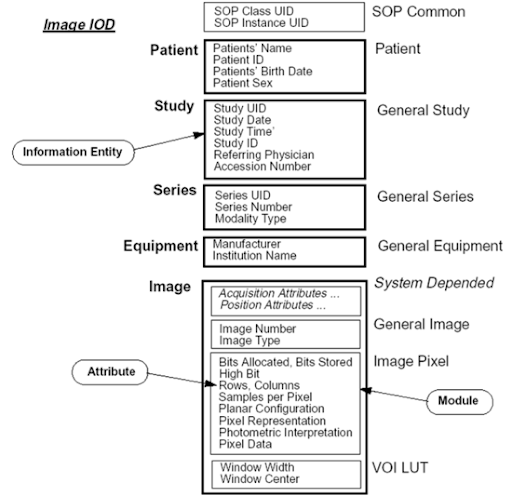 Image IOD
SOP Class UID
SOP Instance UID
SOP Common
Patient
Patients' Name
Patient ID
Patients' Birth Date
Patient Sex
Patient
Study
Study UID
Study Date
Study Time'
Study ID
Referring Physician
Accession Number
General Study
Information Entity
Series
Series UID
Series Number
Modality Type
General Series
Equipment
Manufacturer
Institution Name
General Equipment
Image
Acquisition Attributes ...
Position Attributes ...
System Depended
Image Number
Image Type
General Image
Bits Allocated, Bits Stored
High Bit
Rows, Columns
Samples per Pixel
Planar Configuration
Pixel Representation
Photometric Interpretation
Pixel Data
Image Pixel
Attribute
Module
Window Width
Window Center
VOI LUT